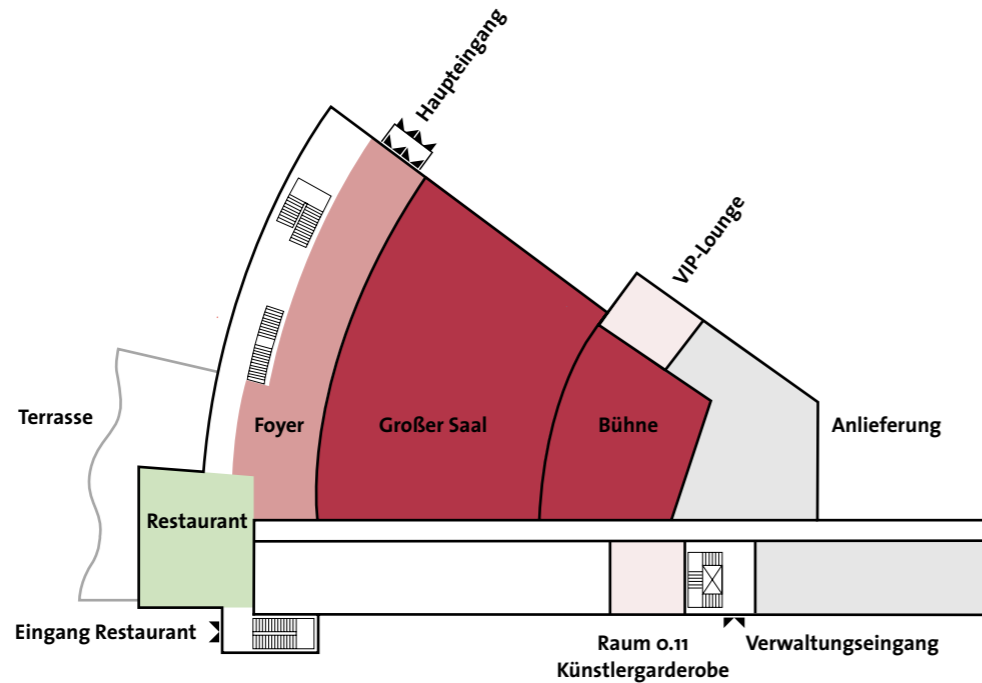 Haupteingang
VIP-Lounge
Terrasse
Foyer
Großer Saal
Bühne
Anlieferung
Restaurant
Eingang Restaurant
Raum 0.11
Künstlergarderobe
Verwaltungseingang